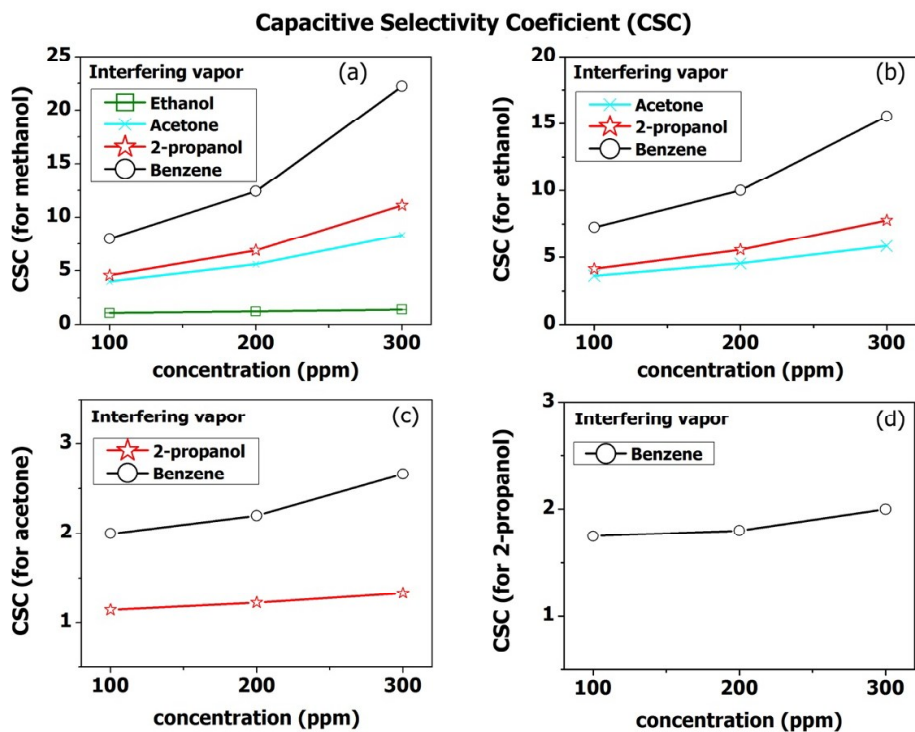 Capacitive Selectivity Coeficient (CSC)
25
20
15
10
5
0
CSC (for methanol)
Interfering vapor
(a)
Ethanol
Acetone
2-propanol
Benzene
100
200
300
concentration (ppm)
20
15
10
5
0
CSC (for ethanol)
Interfering vapor
(b)
Acetone
2-propanol
Benzene
100
200
300
concentration (ppm)
3
2
1
CSC (for acetone)
Interfering vapor
(c)
2-propanol
Benzene
100
200
300
concentration (ppm)
3
2
1
CSC (for 2-propanol)
Interfering vapor
(d)
Benzene
100
200
300
concentration (ppm)